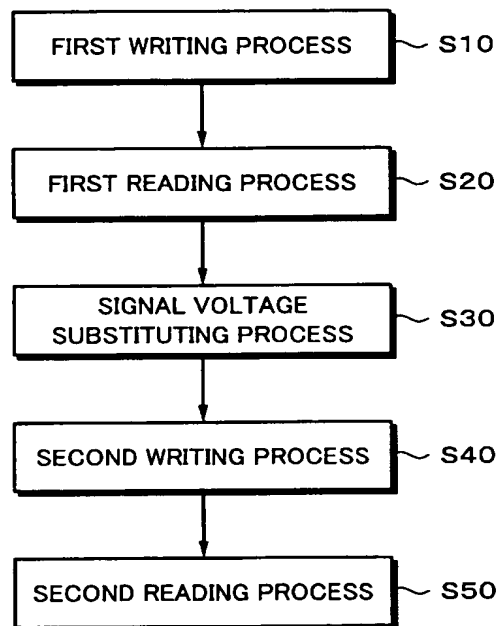 FIRST WRITING PROCESS
S10
FIRST READING PROCESS
S20
SIGNAL VOLTAGE
SUBSTITUTING PROCESS
S30
SECOND WRITING PROCESS
S40
SECOND READING PROCESS
S50